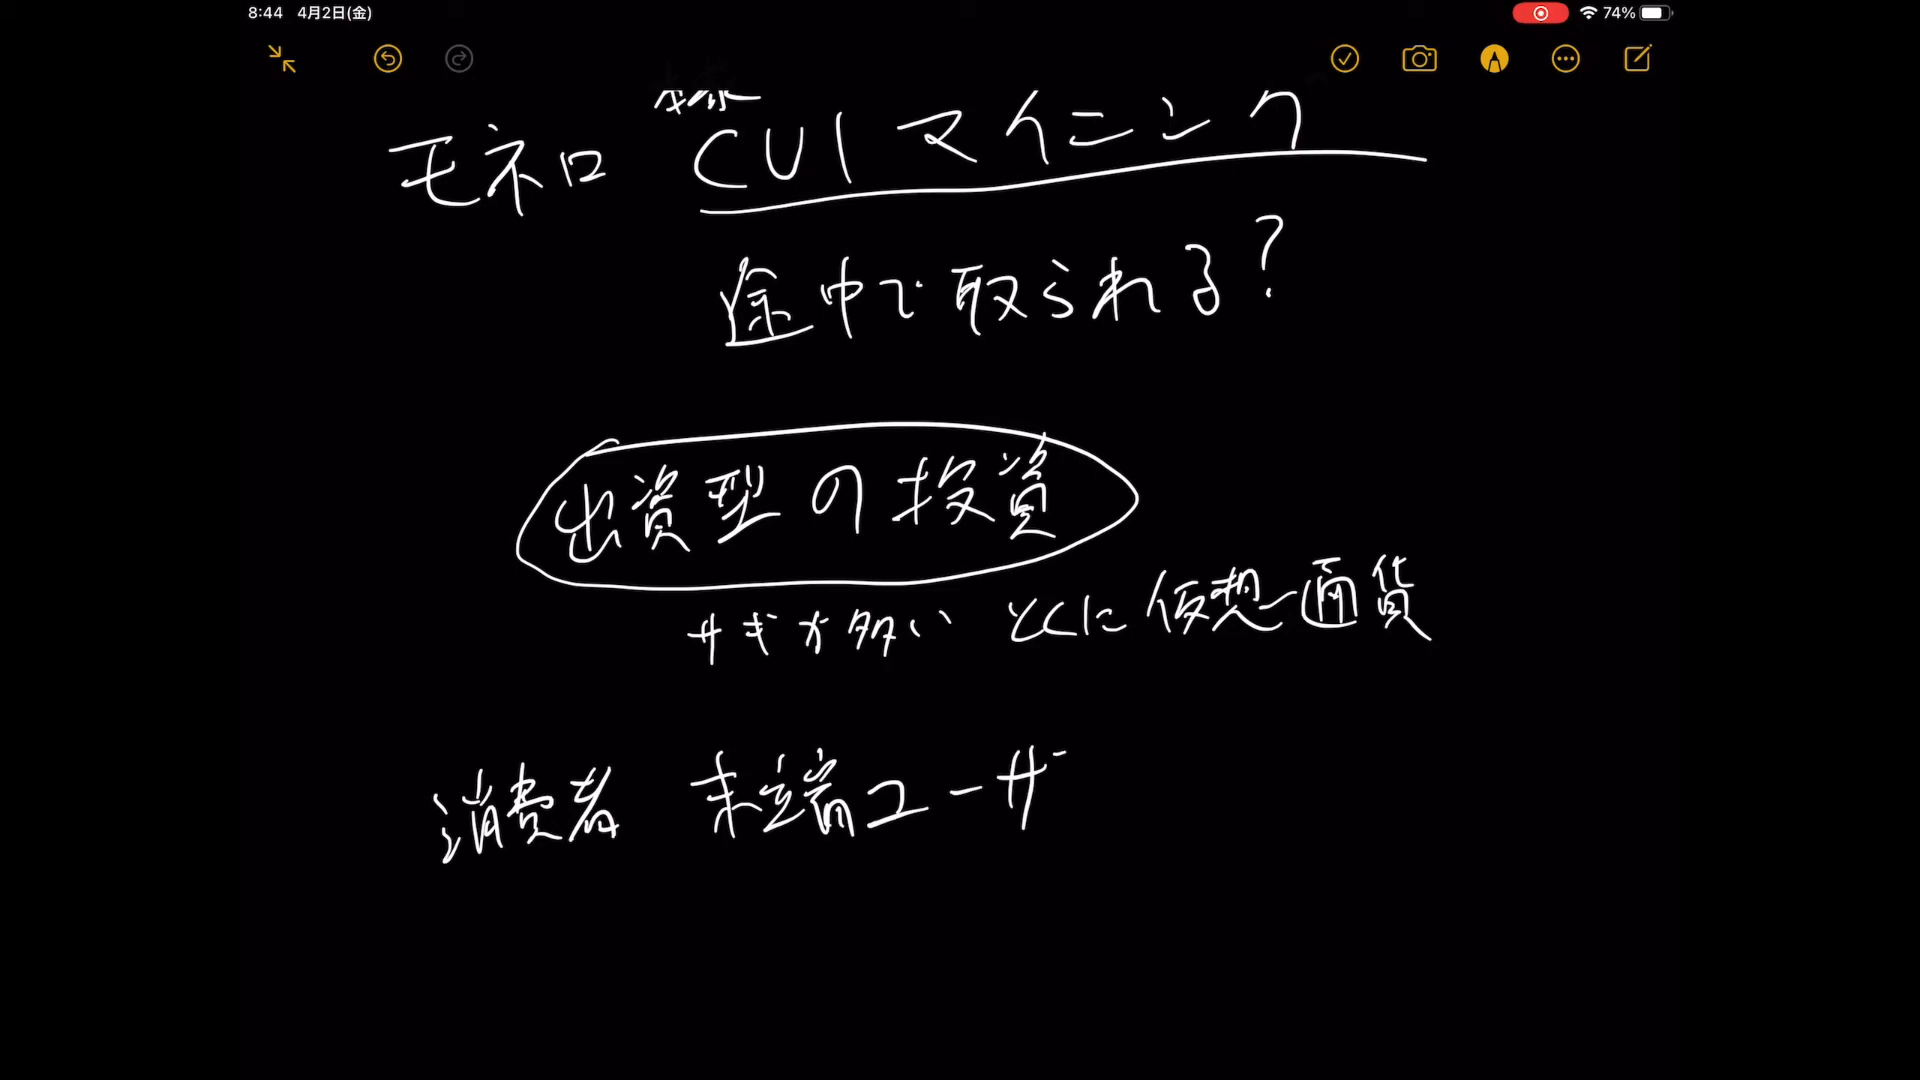 8:44 4月2日(金) 74%
モネロ CUIマイニング
途中で取られる?
出資型の投資
サギが多い とくに仮想通貨
消費者 末端ユーザー